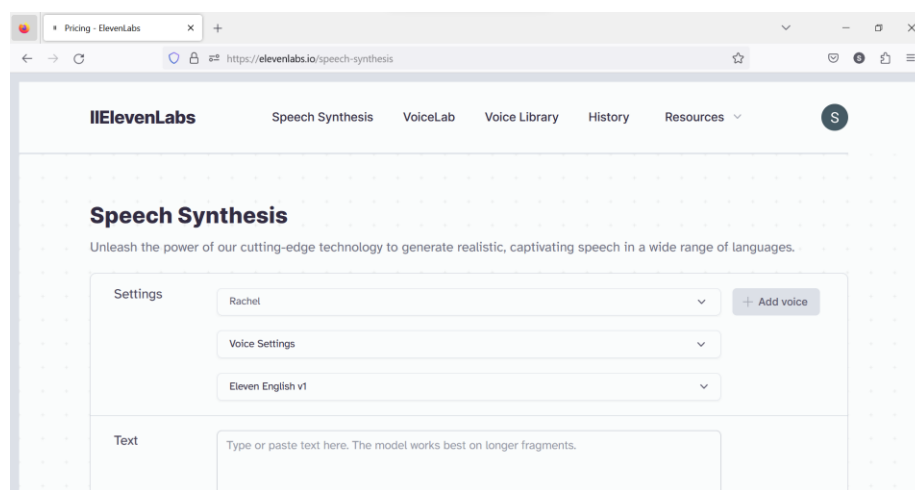 Pricing - ElevenLabs
https://elevenlabs.io/speech-synthesis
S
IIElevenLabs
Speech Synthesis
VoiceLab
Voice Library
History
Resources
S
Speech Synthesis
Unleash the power of our cutting-edge technology to generate realistic, captivating speech in a wide range of languages.
Settings
Rachel
+ Add voice
Voice Settings
Eleven English v1
Text
Type or paste text here. The model works best on longer fragments.